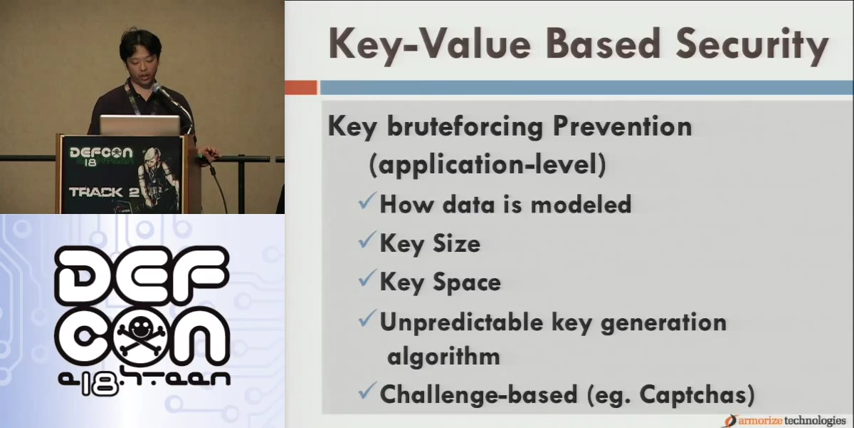 Key-Value Based Security
Key bruteforcing Prevention
(application-level)
How data is modeled
Key Size
Key Space
Unpredictable key generation
algorithm
Challenge-based (eg. Captchas)
armorize technologies
DEFCON
18
TRACK 2
DEF
CON
e18hteen